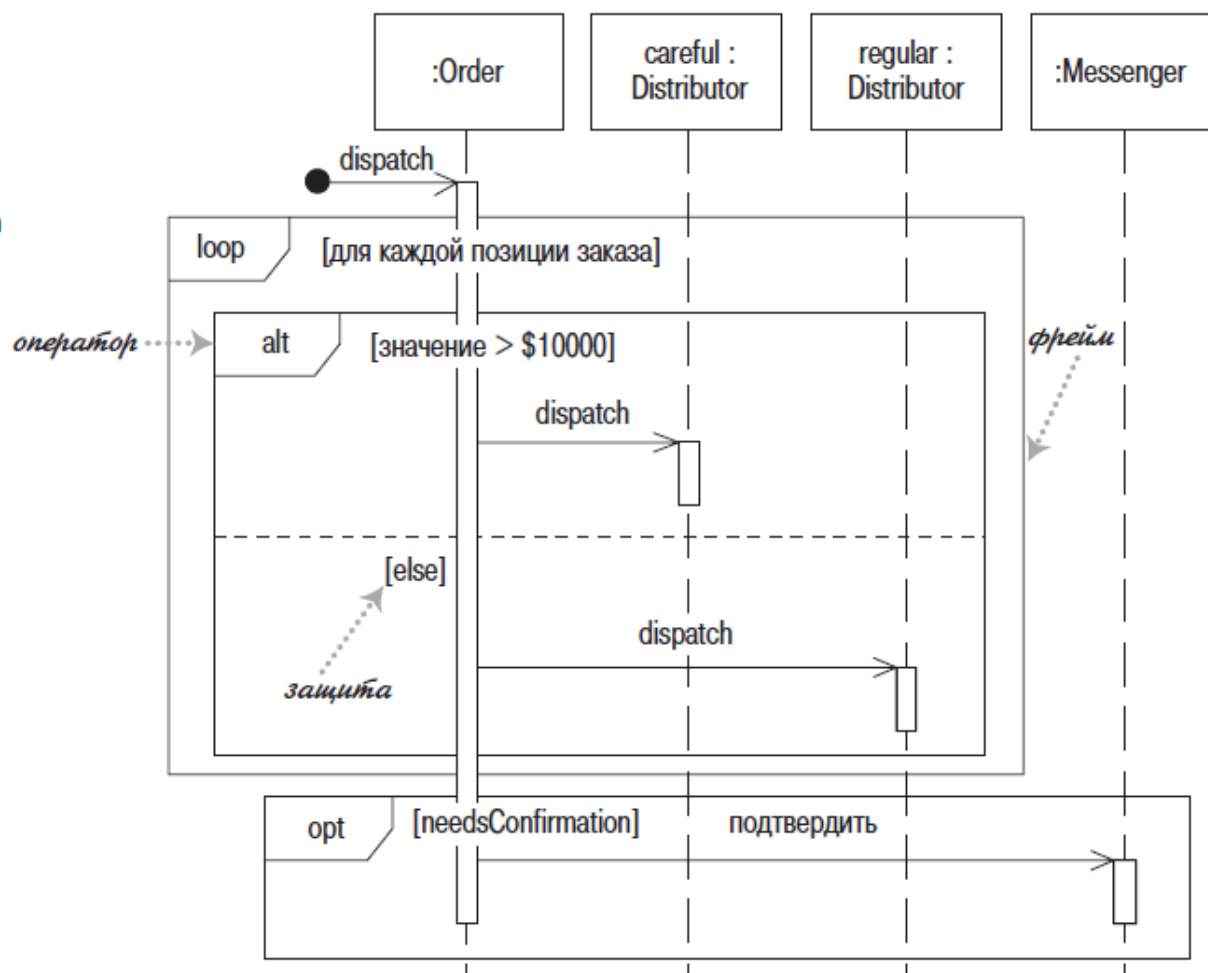 :Order
careful :
Distributor
regular :
Distributor
:Messenger
dispatch
loop
[для каждой позиции заказа]
оператор
alt
[значение > $10000]
фрейм
dispatch
[else]
dispatch
защита
opt
[needsConfirmation]
подтвердить